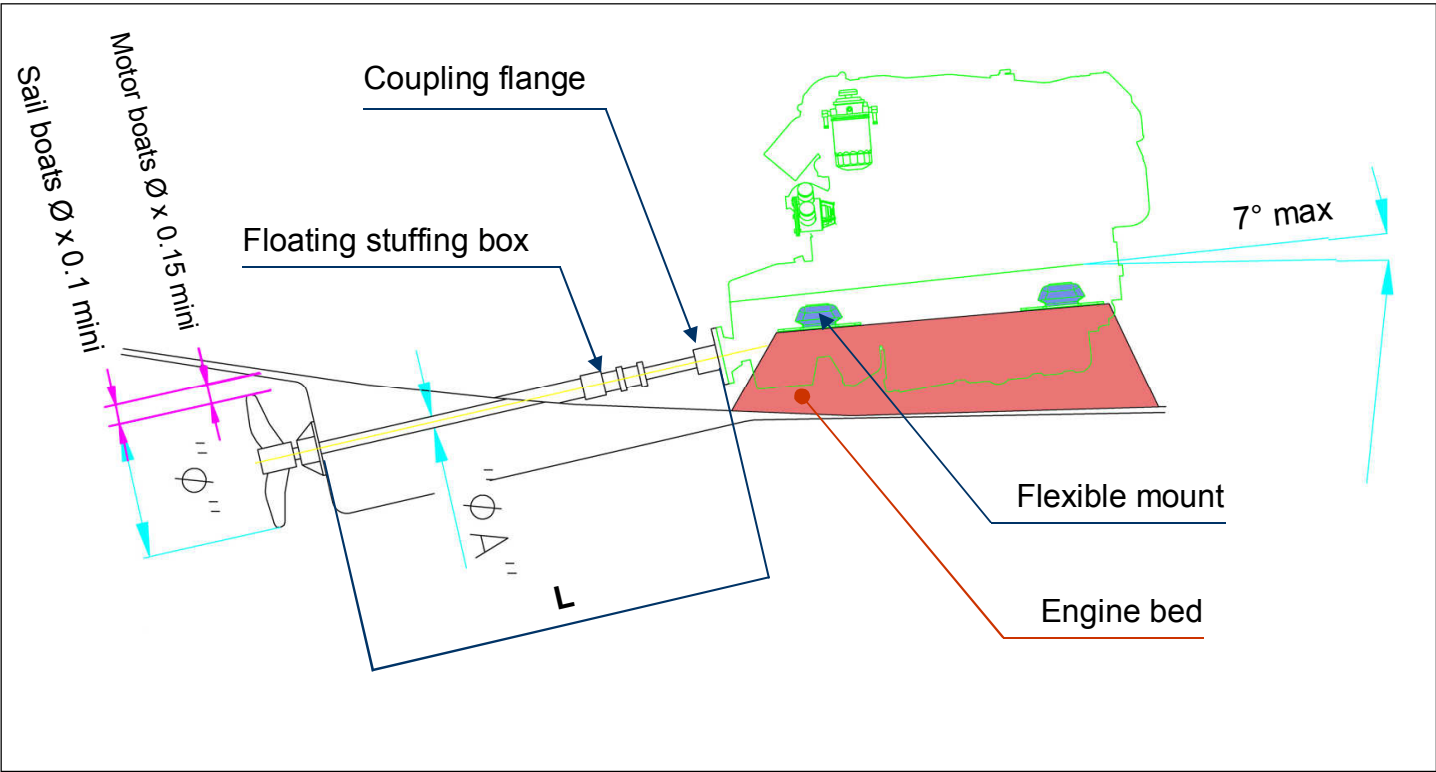 Motor boats Ø x 0.15 mini
Sail boats Ø x 0.1 mini
Coupling flange
Floating stuffing box
7° max
"Ø"
"Ø A"
Flexible mount
L
Engine bed